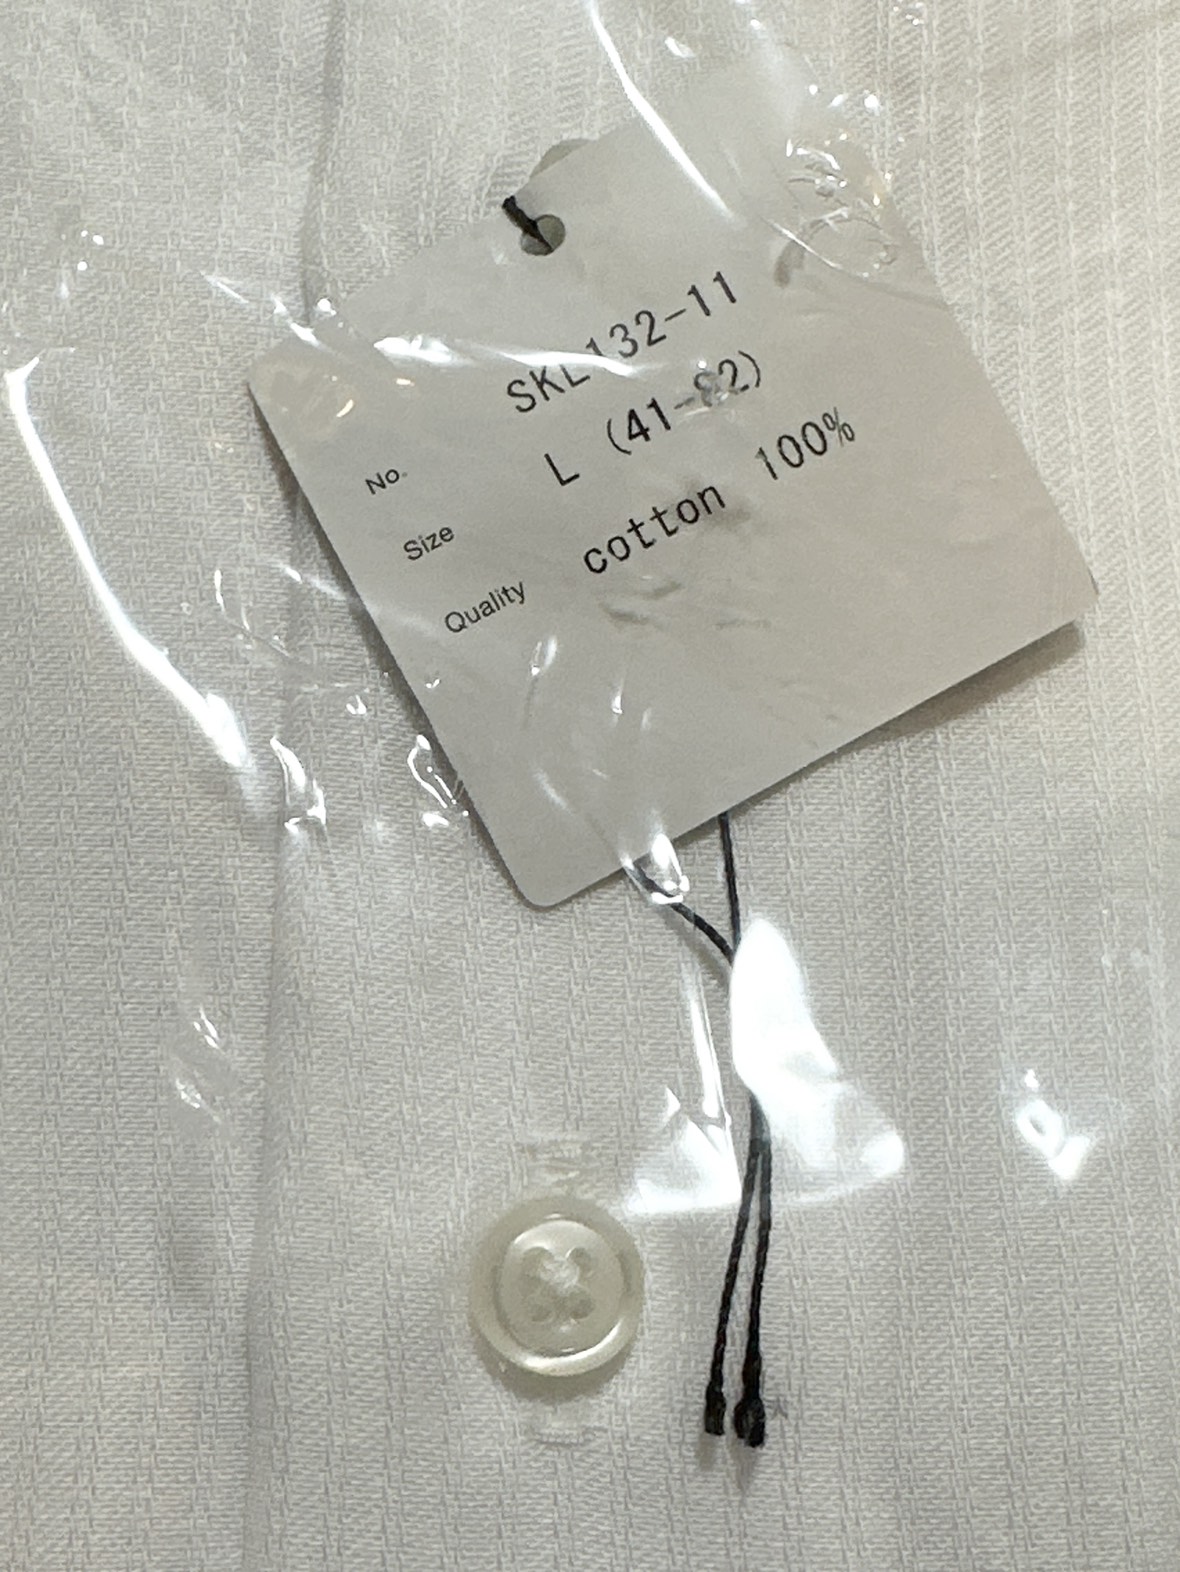 No. SKL132-11
Size L (41-82)
Quality cotton 100%